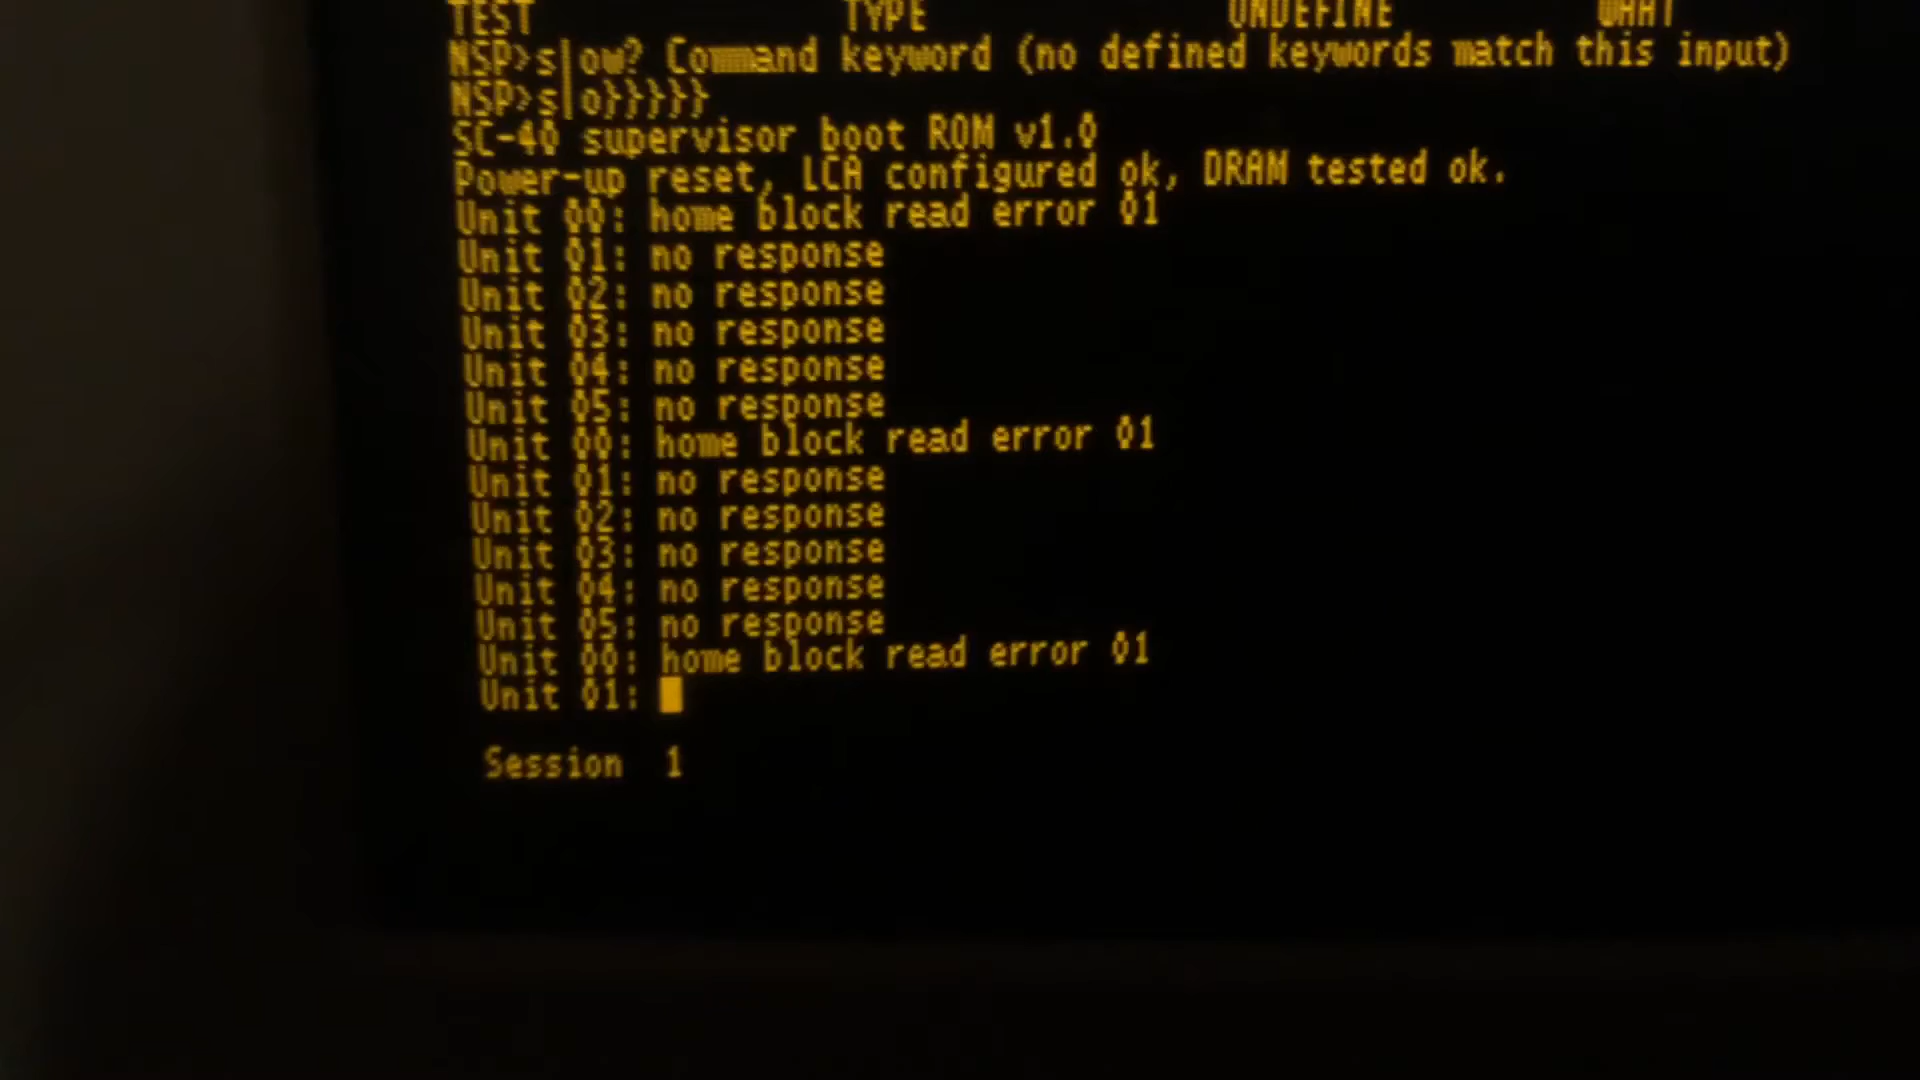 TEST TYPE UNDEFINE WHAT
NSP>s|ow? Command keyword (no defined keywords match this input)
NSP>s|o}}}}}
SC-40 supervisor boot ROM v1.0
Power-up reset, LCA configured ok, DRAM tested ok.
Unit 00: home block read error 01
Unit 01: no response
Unit 02: no response
Unit 03: no response
Unit 04: no response
Unit 05: no response
Unit 00: home block read error 01
Unit 01: no response
Unit 02: no response
Unit 03: no response
Unit 04: no response
Unit 05: no response
Unit 00: home block read error 01
Unit 01:
Session 1